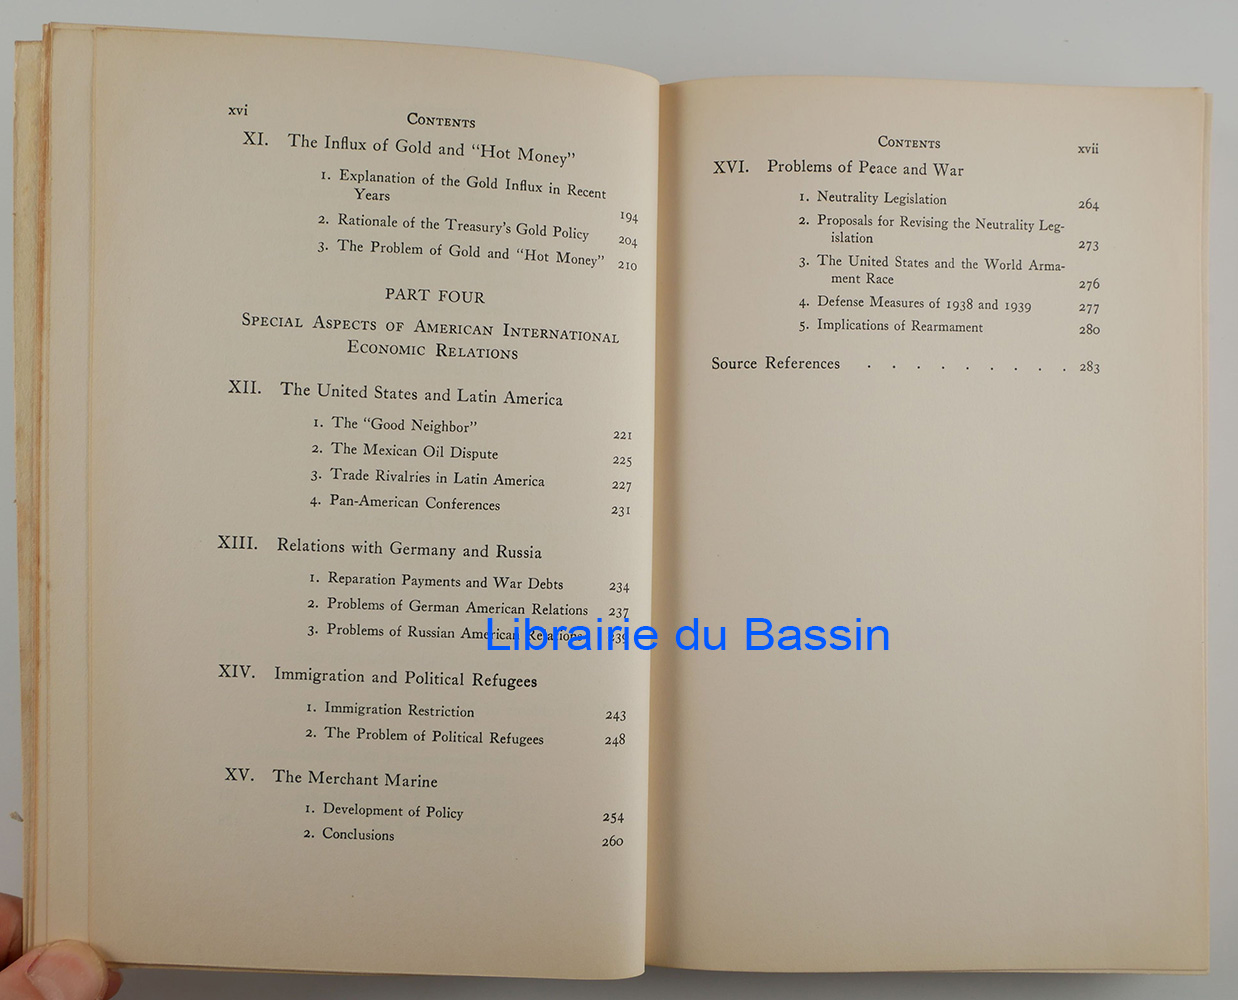 xvi
CONTENTS
XI. The Influx of Gold and "Hot Money"
1. Explanation of the Gold Influx in Recent
Years 194
2. Rationale of the Treasury's Gold Policy 204
3. The Problem of Gold and "Hot Money" 210
PART FOUR
SPECIAL ASPECTS OF AMERICAN INTERNATIONAL
ECONOMIC RELATIONS
XII. The United States and Latin America
1. The "Good Neighbor" 221
2. The Mexican Oil Dispute 225
3. Trade Rivalries in Latin America 227
4. Pan-American Conferences 231
XIII. Relations with Germany and Russia
1. Reparation Payments and War Debts 234
2. Problems of German American Relations 237
3. Problems of Russian American Relations 239
XIV. Immigration and Political Refugees
1. Immigration Restriction 243
2. The Problem of Political Refugees 248
XV. The Merchant Marine
1. Development of Policy 254
2. Conclusions 260
CONTENTS xvii
XVI. Problems of Peace and War
1. Neutrality Legislation 264
2. Proposals for Revising the Neutrality Leg-
islation 273
3. The United States and the World Arma-
ment Race 276
4. Defense Measures of 1938 and 1939 277
5. Implications of Rearmament 280
Source References . . . . . . . . . 283
Librairie du Bassin